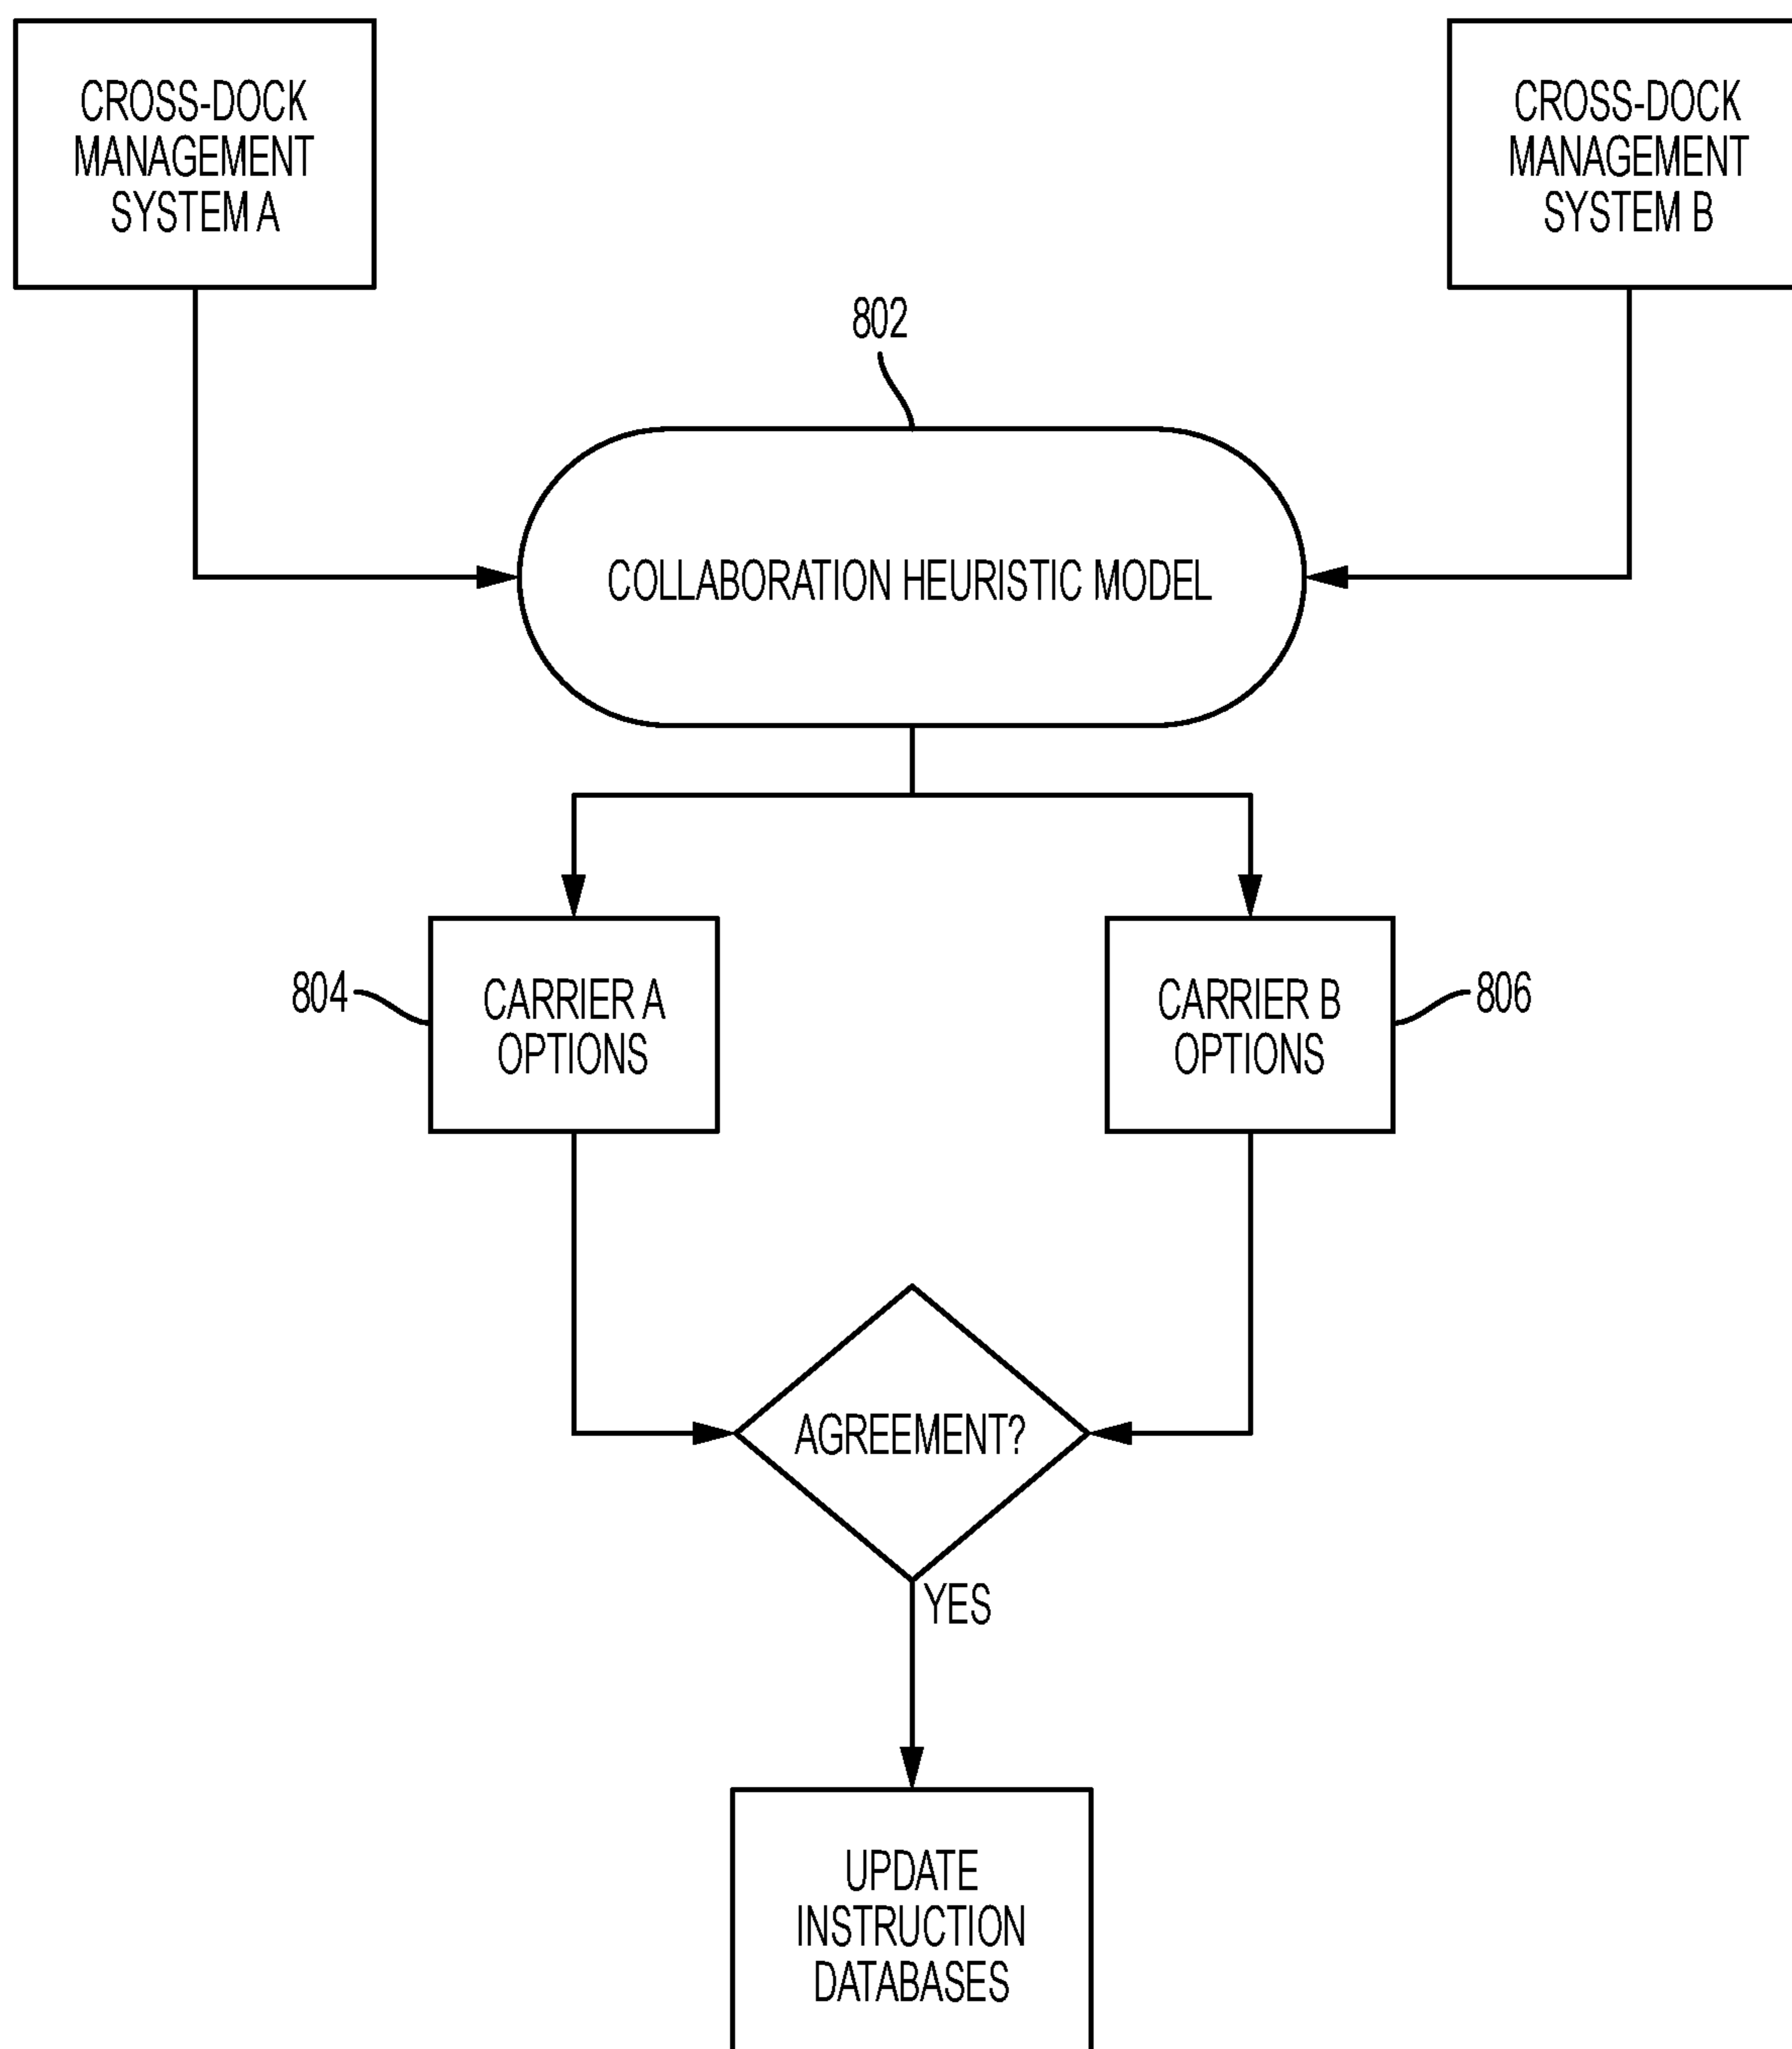 CROSS-DOCK
MANAGEMENT
SYSTEM A
CROSS-DOCK
MANAGEMENT
SYSTEM B
802
COLLABORATION HEURISTIC MODEL
804
CARRIER A
OPTIONS
CARRIER B
OPTIONS
806
AGREEMENT?
YES
UPDATE
INSTRUCTION
DATABASES